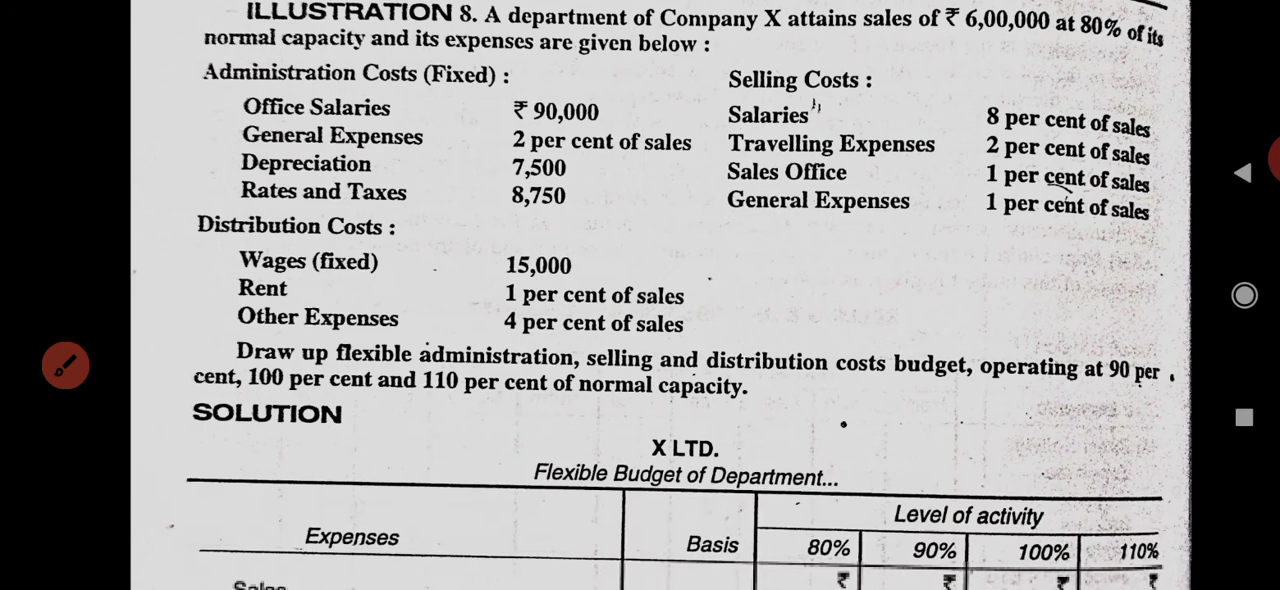 ILLUSTRATION 8. A department of Company X attains sales of ₹ 6,00,000 at 80% of its
normal capacity and its expenses are given below :
Administration Costs (Fixed) :
Office Salaries ₹ 90,000
General Expenses 2 per cent of sales
Depreciation 7,500
Rates and Taxes 8,750
Selling Costs :
Salaries 8 per cent of sales
Travelling Expenses 2 per cent of sales
Sales Office 1 per cent of sales
General Expenses 1 per cent of sales
Distribution Costs :
Wages (fixed) 15,000
Rent 1 per cent of sales
Other Expenses 4 per cent of sales
Draw up flexible administration, selling and distribution costs budget, operating at 90 per
cent, 100 per cent and 110 per cent of normal capacity.
SOLUTION
X LTD.
Flexible Budget of Department...
Level of activity
Expenses Basis 80% 90% 100% 110%
₹ ₹ ₹ ₹
Sales